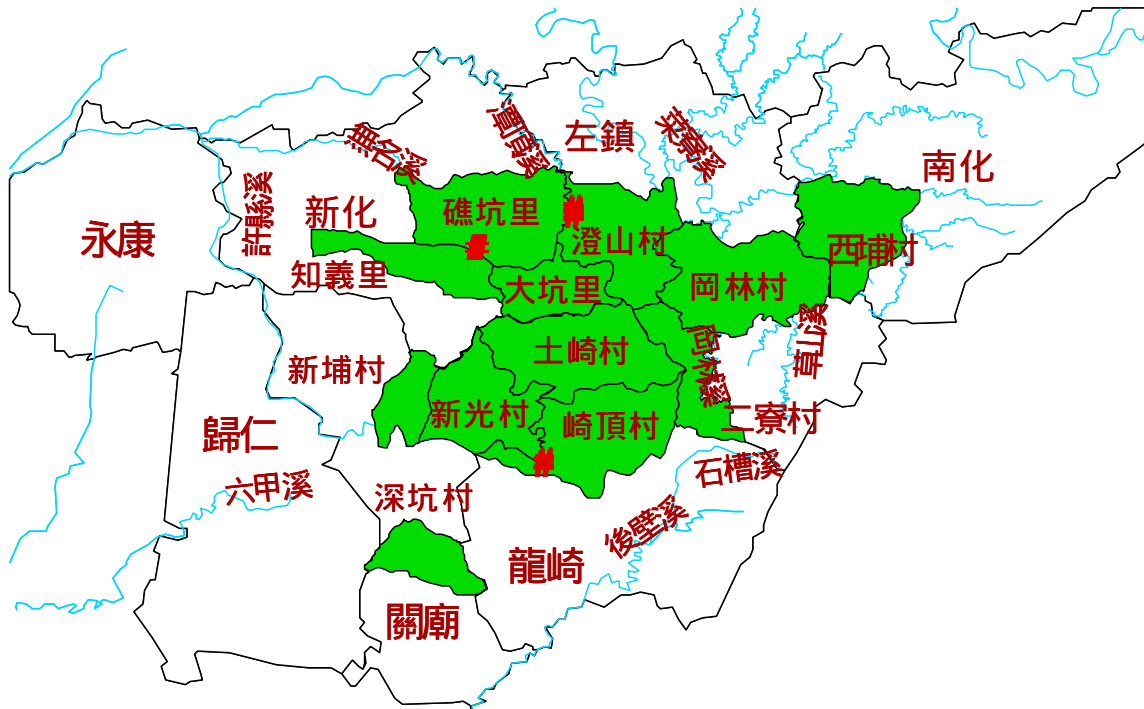 左鎮
潭頂溪
菜寮溪
無名溪
南化
許縣溪
新化
礁坑里
#
永康
澄山村
西埔村
#
知義里
大坑里
岡林村
草山溪
土崎村
岡林溪
新埔村
新光村
崎頂村
二寮村
歸仁
#
石槽溪
六甲溪
深坑村
後壁溪
龍崎
關廟